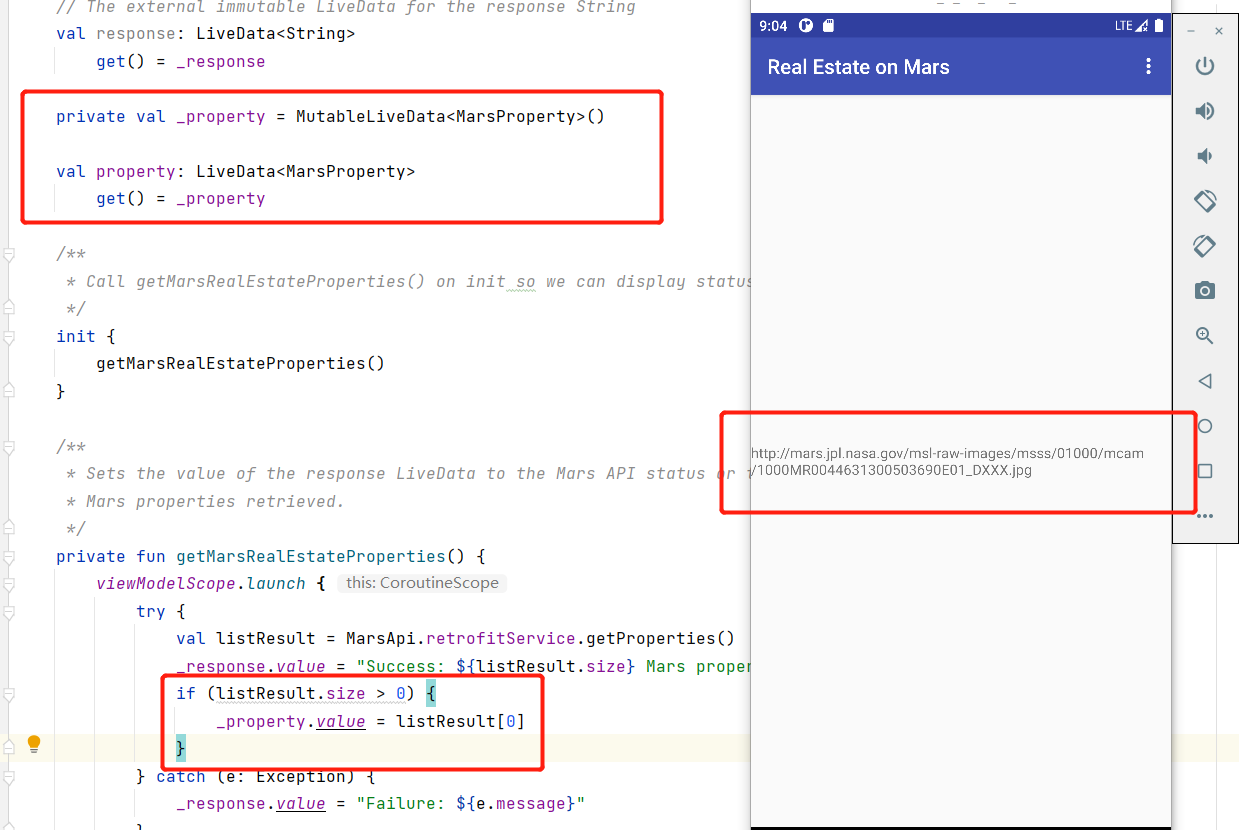 // The external immutable LiveData for the response String
val response: LiveData<String>
get() = _response
private val _property = MutableLiveData<MarsProperty>()
val property: LiveData<MarsProperty>
get() = _property
/**
* Call getMarsRealEstateProperties() on init so we can display status
*/
init {
getMarsRealEstateProperties()
}
/**
* Sets the value of the response LiveData to the Mars API status or
* Mars properties retrieved.
*/
private fun getMarsRealEstateProperties() {
viewModelScope.launch { this: CoroutineScope
try {
val listResult = MarsApi.retrofitService.getProperties()
_response.value = "Success: ${listResult.size} Mars proper
if (listResult.size > 0) {
_property.value = listResult[0]
}
} catch (e: Exception) {
_response.value = "Failure: ${e.message}"
}
9:04 LTE
Real Estate on Mars
http://mars.jpl.nasa.gov/msl-raw-images/msss/01000/mcam
/1000MR0044631300503690E01_DXXX.jpg